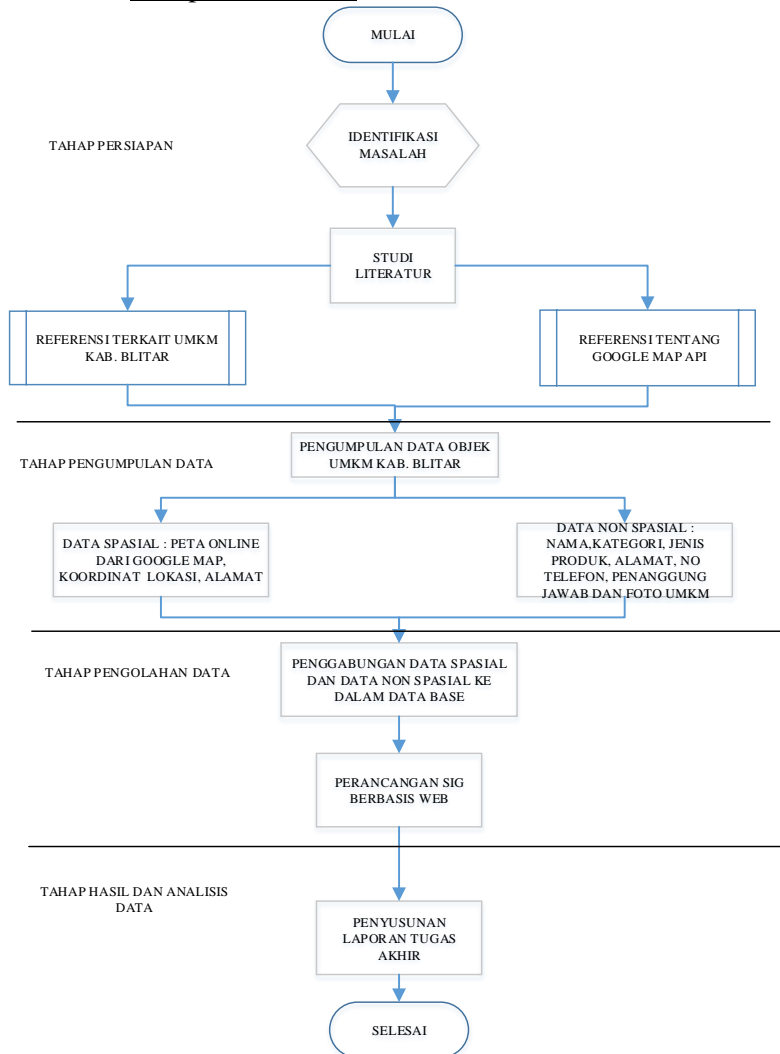 MULAI
TAHAP PERSIAPAN
IDENTIFIKASI
MASALAH
STUDI
LITERATUR
REFERENSI TERKAIT UMKM
KAB. BLITAR
REFERENSI TENTANG
GOOGLE MAP API
TAHAP PENGUMPULAN DATA
PENGUMPULAN DATA OBJEK
UMKM KAB. BLITAR
DATA SPASIAL : PETA ONLINE
DARI GOOGLE MAP,
KOORDINAT LOKASI, ALAMAT
DATA NON SPASIAL :
NAMA,KATEGORI, JENIS
PRODUK, ALAMAT, NO
TELEFON, PENANGGUNG
JAWAB DAN FOTO UMKM
TAHAP PENGOLAHAN DATA
PENGGABUNGAN DATA SPASIAL
DAN DATA NON SPASIAL KE
DALAM DATA BASE
PERANCANGAN SIG
BERBASIS WEB
TAHAP HASIL DAN ANALISIS
DATA
PENYUSUNAN
LAPORAN TUGAS
AKHIR
SELESAI